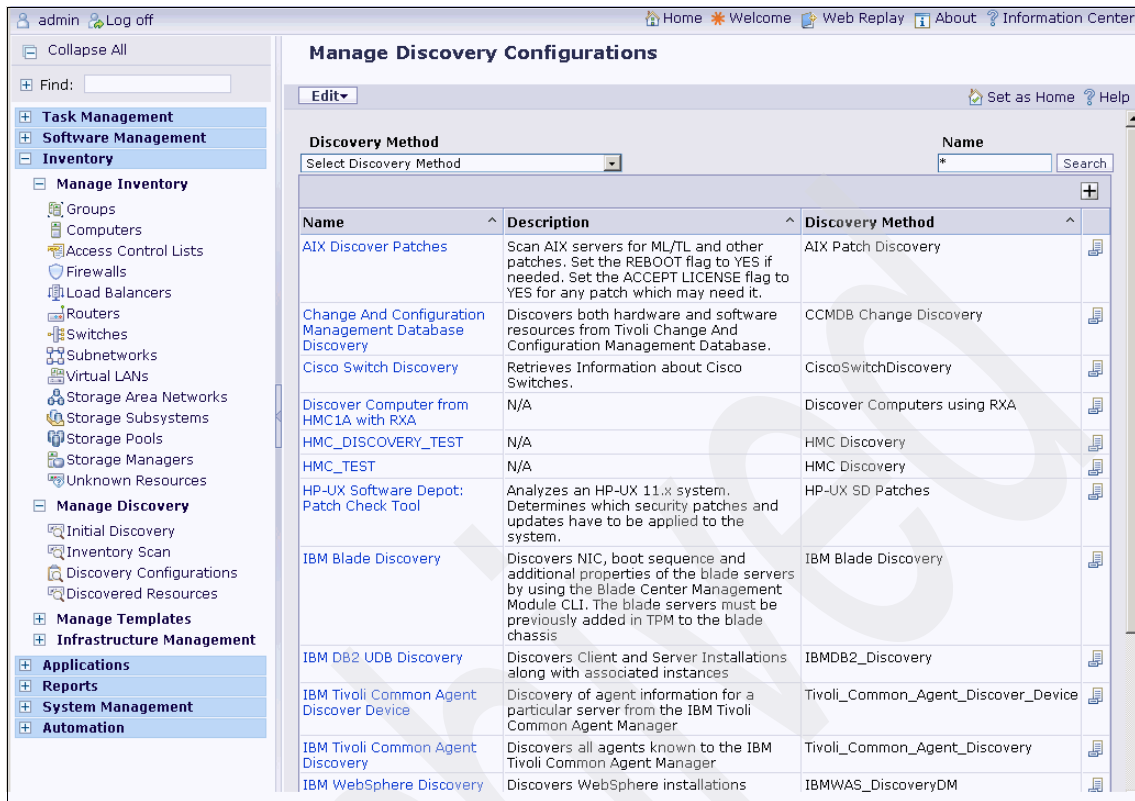 admin Log off
Home Welcome Web Replay About Information Center
Collapse All
Find:
Task Management
Software Management
Inventory
Manage Inventory
Groups
Computers
Access Control Lists
Firewalls
Load Balancers
Routers
Switches
Subnetworks
Virtual LANs
Storage Area Networks
Storage Subsystems
Storage Pools
Storage Managers
Unknown Resources
Manage Discovery
Initial Discovery
Inventory Scan
Discovery Configurations
Discovered Resources
Manage Templates
Infrastructure Management
Applications
Reports
System Management
Automation
Manage Discovery Configurations
Edit
Set as Home Help
Discovery Method
Name
Select Discovery Method
*
Search
Name Description Discovery Method
AIX Discover Patches
Scan AIX servers for ML/TL and other
patches. Set the REBOOT flag to YES if
needed. Set the ACCEPT LICENSE flag to
YES for any patch which may need it.
AIX Patch Discovery
Change And Configuration
Management Database
Discovery
Discovers both hardware and software
resources from Tivoli Change And
Configuration Management Database.
CCMDB Change Discovery
Cisco Switch Discovery
Retrieves Information about Cisco
Switches.
CiscoSwitchDiscovery
Discover Computer from
HMC1A with RXA
N/A
Discover Computers using RXA
HMC_DISCOVERY_TEST
N/A
HMC Discovery
HMC_TEST
N/A
HMC Discovery
HP-UX Software Depot:
Patch Check Tool
Analyzes an HP-UX 11.x system.
Determines which security patches and
updates have to be applied to the
system.
HP-UX SD Patches
IBM Blade Discovery
Discovers NIC, boot sequence and
additional properties of the blade servers
by using the Blade Center Management
Module CLI. The blade servers must be
previously added in TPM to the blade
chassis
IBM Blade Discovery
IBM DB2 UDB Discovery
Discovers Client and Server Installations
along with associated instances
IBMDB2_Discovery
IBM Tivoli Common Agent
Discover Device
Discovery of agent information for a
particular server from the IBM Tivoli
Common Agent Manager
Tivoli_Common_Agent_Discover_Device
IBM Tivoli Common Agent
Discovery
Discovers all agents known to the IBM
Tivoli Common Agent Manager
Tivoli_Common_Agent_Discovery
IBM WebSphere Discovery
Discovers WebSphere installations
IBMWAS_DiscoveryDM